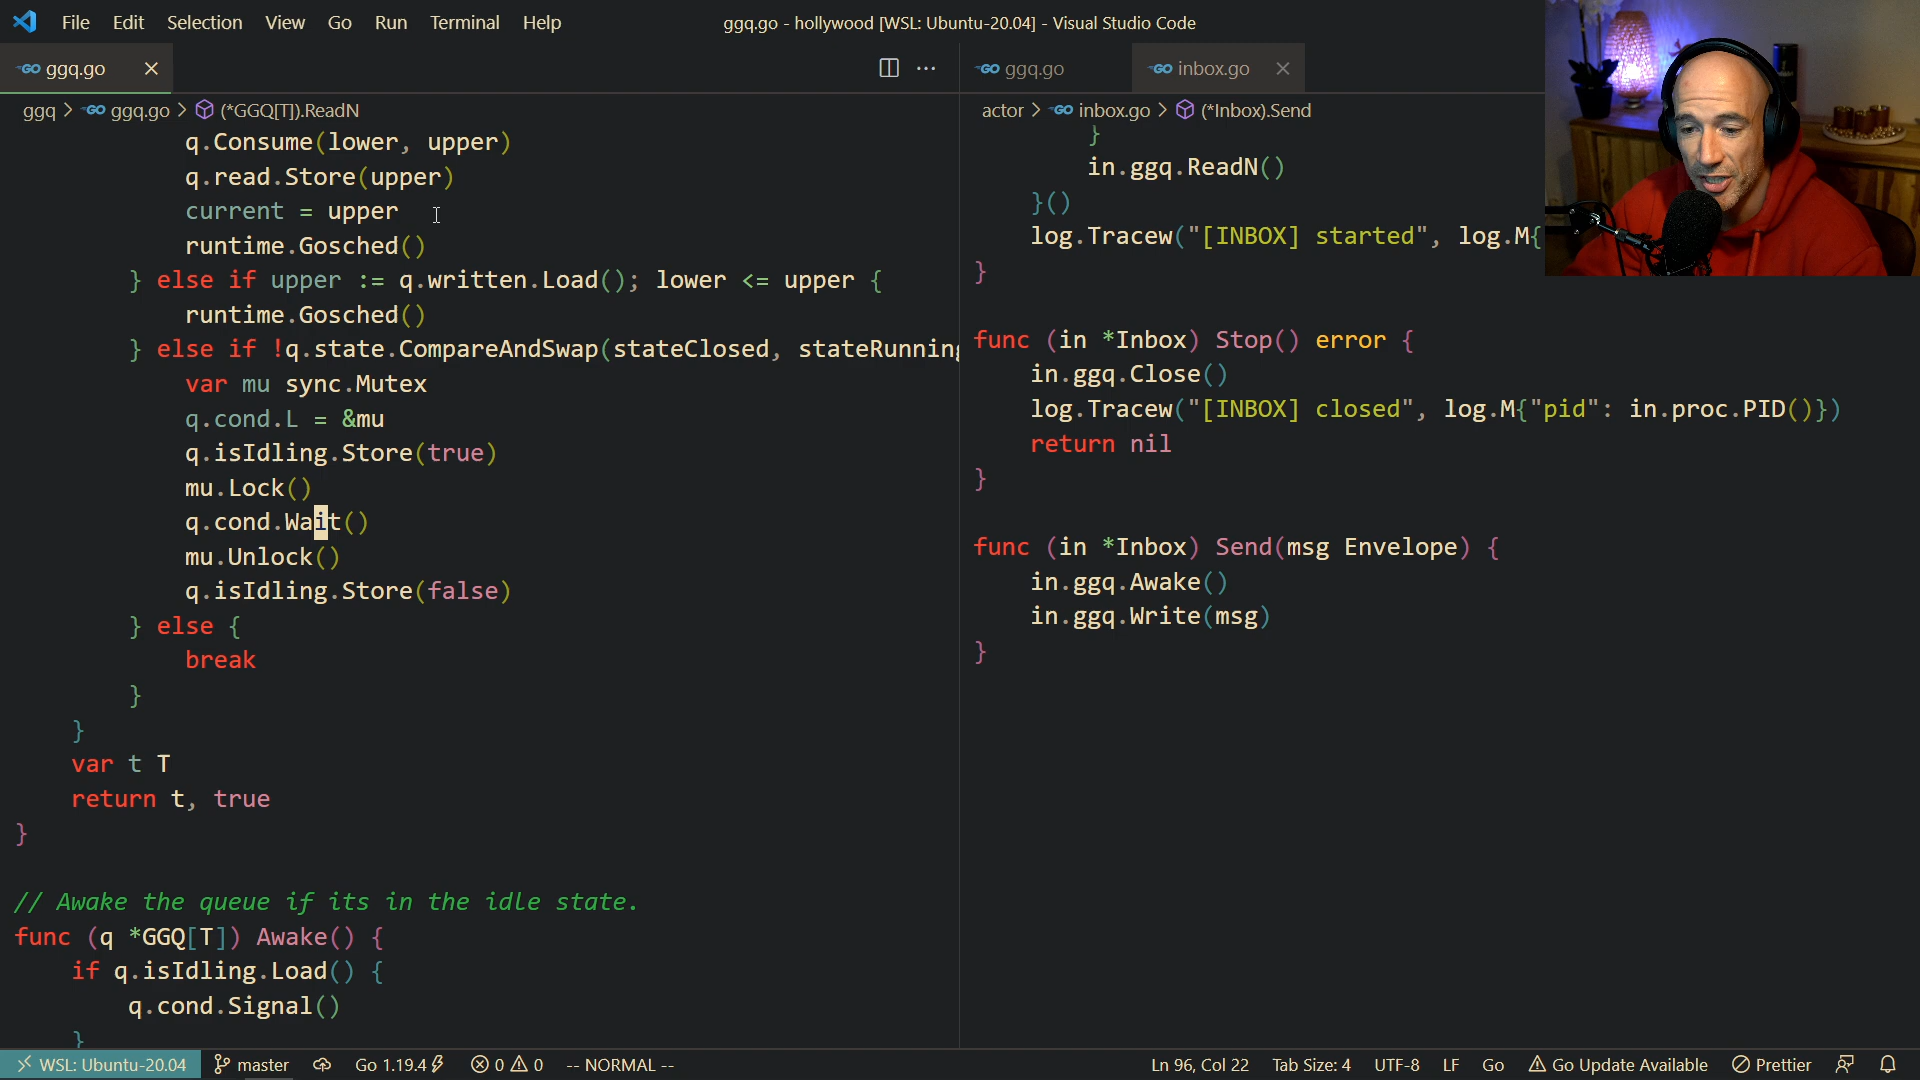 File Edit Selection View Go Run Terminal Help
ggq.go - hollywood [WSL: Ubuntu-20.04] - Visual Studio Code
ggq.go
ggq > ggq.go > (*GGQ[T]).ReadN
q.Consume(lower, upper)
q.read.Store(upper)
current = upper
runtime.Gosched()
} else if upper := q.written.Load(); lower <= upper {
runtime.Gosched()
} else if !q.state.CompareAndSwap(stateClosed, stateRunning
var mu sync.Mutex
q.cond.L = &mu
q.isIdling.Store(true)
mu.Lock()
q.cond.Wait()
mu.Unlock()
q.isIdling.Store(false)
} else {
break
}
}
var t T
return t, true
}
// Awake the queue if its in the idle state.
func (q *GGQ[T]) Awake() {
if q.isIdling.Load() {
q.cond.Signal()
}
ggq.go inbox.go
actor > inbox.go > (*Inbox).Send
}
in.ggq.ReadN()
}()
log.Tracew("[INBOX] started", log.M{
}
func (in *Inbox) Stop() error {
in.ggq.Close()
log.Tracew("[INBOX] closed", log.M{"pid": in.proc.PID()})
return nil
}
func (in *Inbox) Send(msg Envelope) {
in.ggq.Awake()
in.ggq.Write(msg)
}
WSL: Ubuntu-20.04 master Go 1.19.4 0 0 -- NORMAL -- Ln 96, Col 22 Tab Size: 4 UTF-8 LF Go Go Update Available Prettier